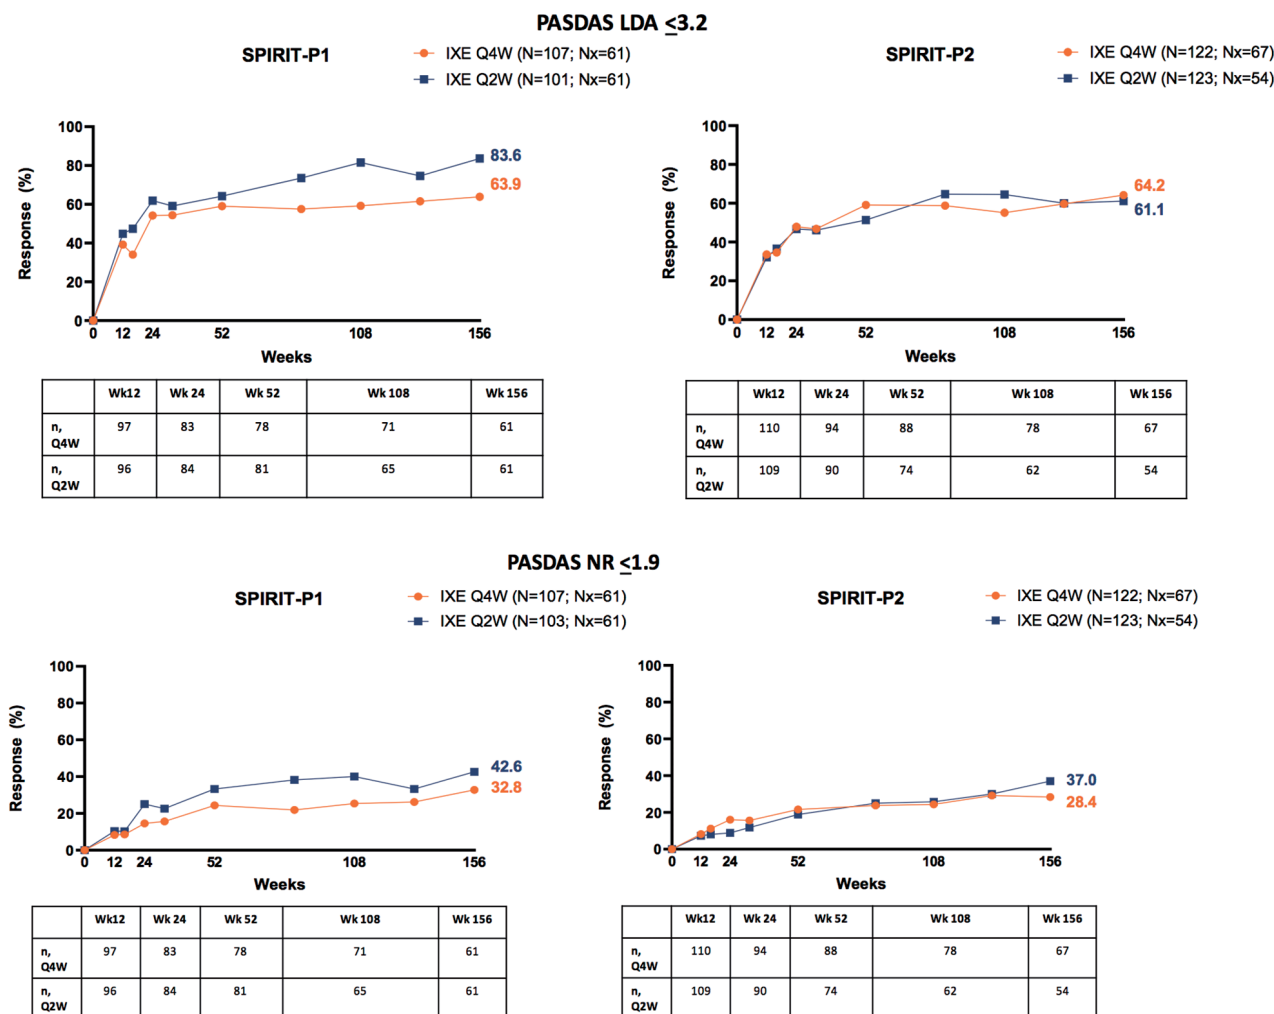 PASDAS LDA ≤3.2
SPIRIT-P1
IXE Q4W (N=107; Nx=61)
IXE Q2W (N=101; Nx=61)
Response (%)
100
80
60
40
20
0
83.6
63.9
0 12 24 52 108 156
Weeks
Wk12 Wk 24 Wk 52 Wk 108 Wk 156
n, Q4W 97 83 78 71 61
n, Q2W 96 84 81 65 61
SPIRIT-P2
IXE Q4W (N=122; Nx=67)
IXE Q2W (N=123; Nx=54)
Response (%)
100
80
60
40
20
0
64.2
61.1
0 12 24 52 108 156
Weeks
Wk12 Wk 24 Wk 52 Wk 108 Wk 156
n, Q4W 110 94 88 78 67
n, Q2W 109 90 74 62 54
PASDAS NR ≤1.9
SPIRIT-P1
IXE Q4W (N=107; Nx=61)
IXE Q2W (N=103; Nx=61)
Response (%)
100
80
60
40
20
0
42.6
32.8
0 12 24 52 108 156
Weeks
Wk12 Wk 24 Wk 52 Wk 108 Wk 156
n, Q4W 97 83 78 71 61
n, Q2W 96 84 81 65 61
SPIRIT-P2
IXE Q4W (N=122; Nx=67)
IXE Q2W (N=123; Nx=54)
Response (%)
100
80
60
40
20
0
37.0
28.4
0 12 24 52 108 156
Weeks
Wk12 Wk 24 Wk 52 Wk 108 Wk 156
n, Q4W 110 94 88 78 67
n, Q2W 109 90 74 62 54